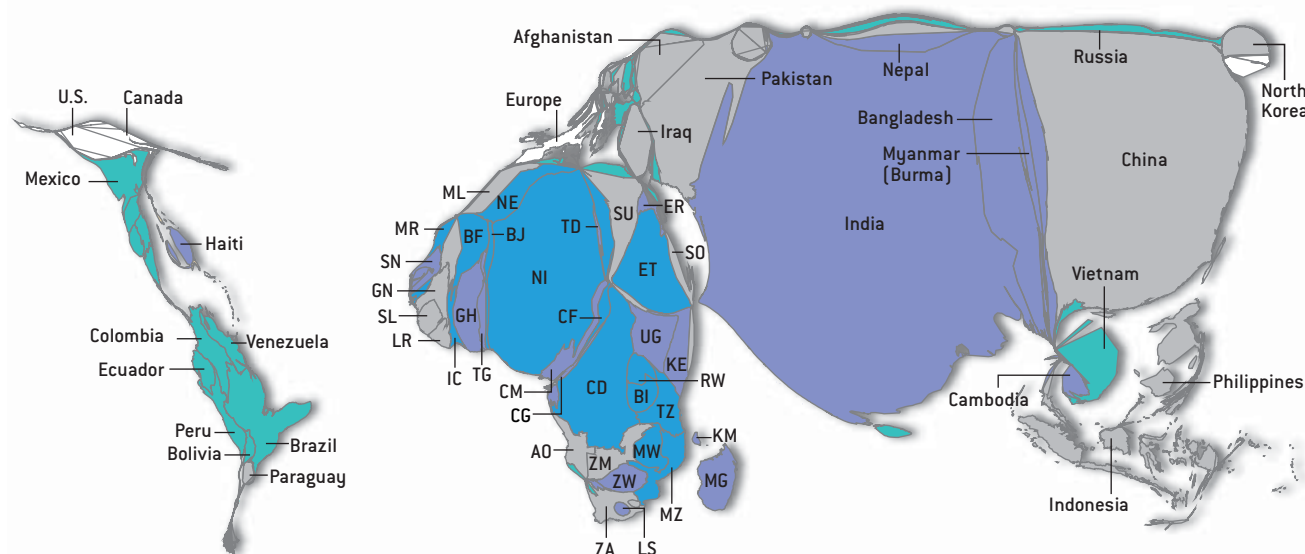 Afghanistan
Russia
Nepal
Pakistan
North
Korea
U.S.
Canada
Europe
Bangladesh
Iraq
Myanmar
(Burma)
China
Mexico
ML
NE
SU
ER
India
MR
BF
BJ
TD
Haiti
SN
NI
ET
SO
Vietnam
GN
SL
GH
CF
UG
Colombia
Venezuela
LR
KE
Ecuador
IC
TG
CM
CD
RW
BI
Cambodia
Philippines
CG
TZ
Peru
Brazil
KM
Bolivia
AO
ZM
MW
Paraguay
ZW
MG
Indonesia
MZ
ZA
LS